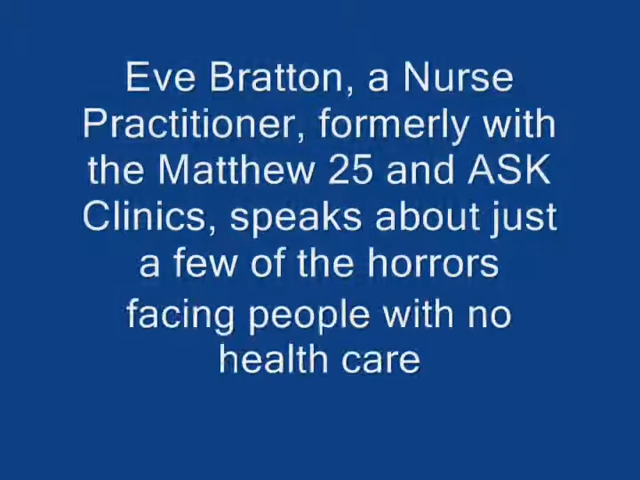 Eve Bratton, a Nurse
Practitioner, formerly with
the Matthew 25 and ASK
Clinics, speaks about just
a few of the horrors
facing people with no
health care